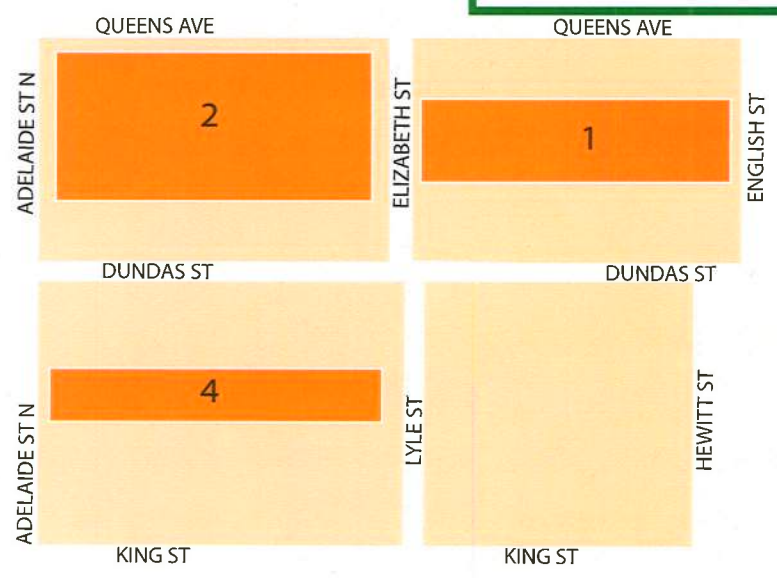 QUEENS AVE
QUEENS AVE
ADELAIDE ST N
2
ELIZABETH ST
1
ENGLISH ST
DUNDAS ST
DUNDAS ST
ADELAIDE ST N
4
LYLE ST
HEWITT ST
KING ST
KING ST